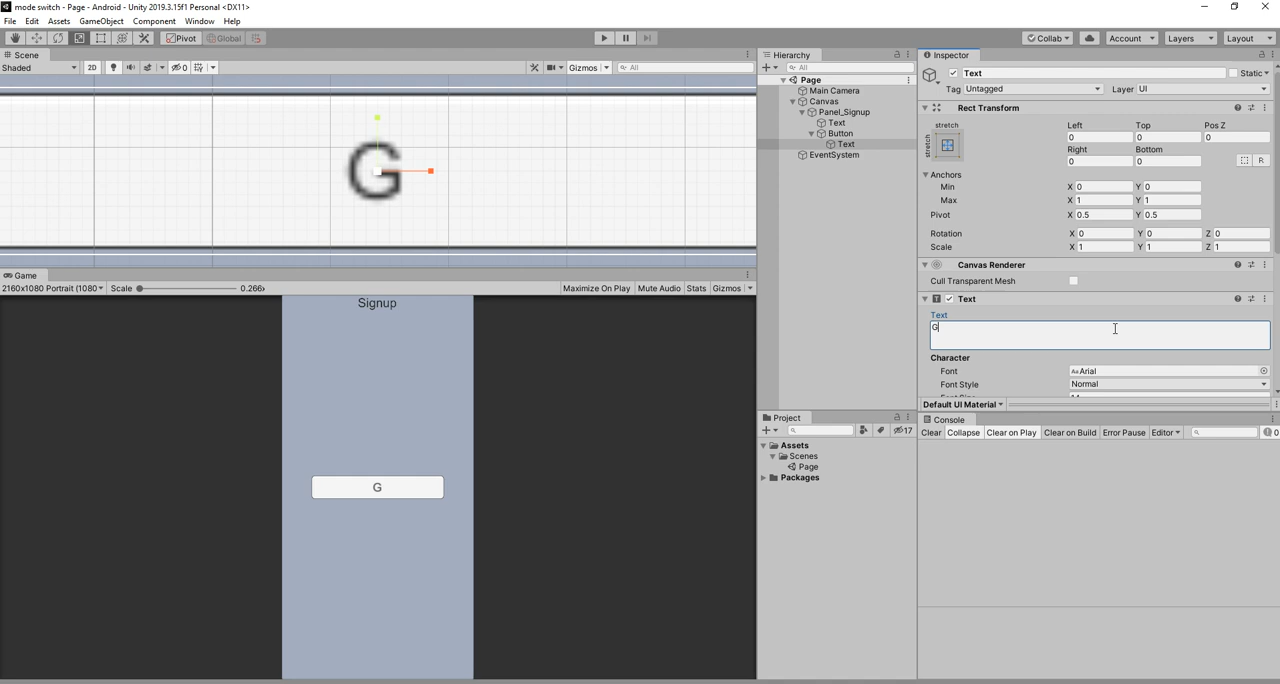 mode switch - Page - Android - Unity 2019.3.15f1 Personal <DX11>
File Edit Assets GameObject Component Window Help
Pivot Global Collab Account Layers Layout
Scene
Shaded 2D 0 Gizmos All
G
Game
2160x1080 Portrait (1080 Scale 0.266x Maximize On Play Mute Audio Stats Gizmos
Signup
G
Hierarchy
All
Page
Main Camera
Canvas
Panel_Signup
Text
Button
Text
EventSystem
Project
17
Assets
Scenes
Page
Packages
Inspector
Text Static
Tag Untagged Layer UI
Rect Transform
stretch Left Top Pos Z
stretch 0 0 0
Right Bottom
0 0 R
Anchors
Min X 0 Y 0
Max X 1 Y 1
Pivot X 0.5 Y 0.5
Rotation X 0 Y 0 Z 0
Scale X 1 Y 1 Z 1
Canvas Renderer
Cull Transparent Mesh
Text
Text
G
Character
Font Arial
Font Style Normal
Default UI Material
Console
Clear Collapse Clear on Play Clear on Build Error Pause Editor 0